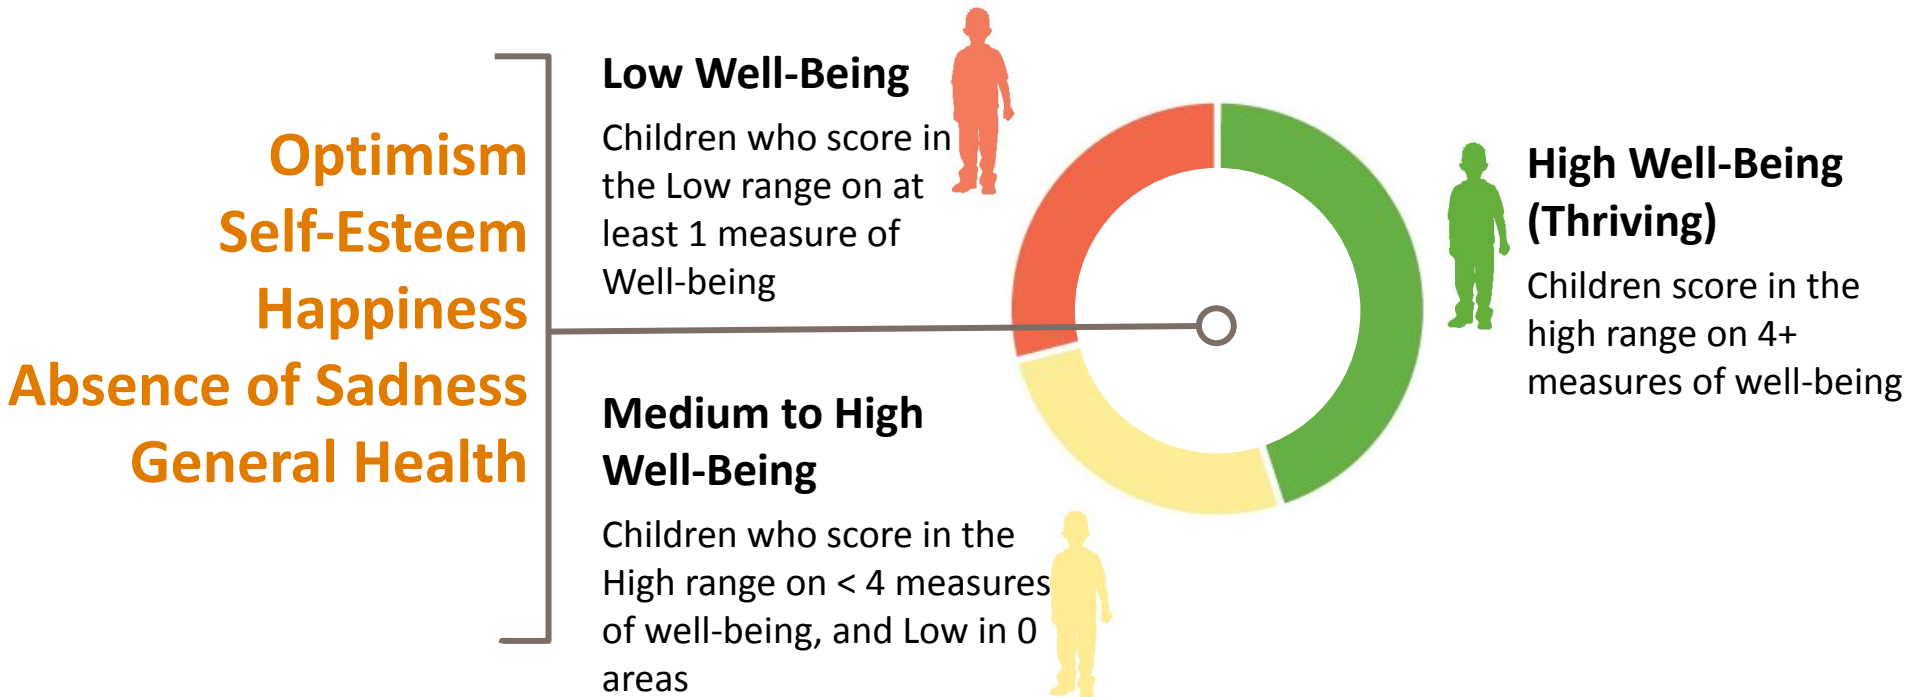 Optimism
Self-Esteem
Happiness
Absence of Sadness
General Health
Low Well-Being
Children who score in
the Low range on at
least 1 measure of
Well-being
Medium to High
Well-Being
Children who score in the
High range on < 4 measures
of well-being, and Low in 0
areas
High Well-Being
(Thriving)
Children score in the
high range on 4+
measures of well-being